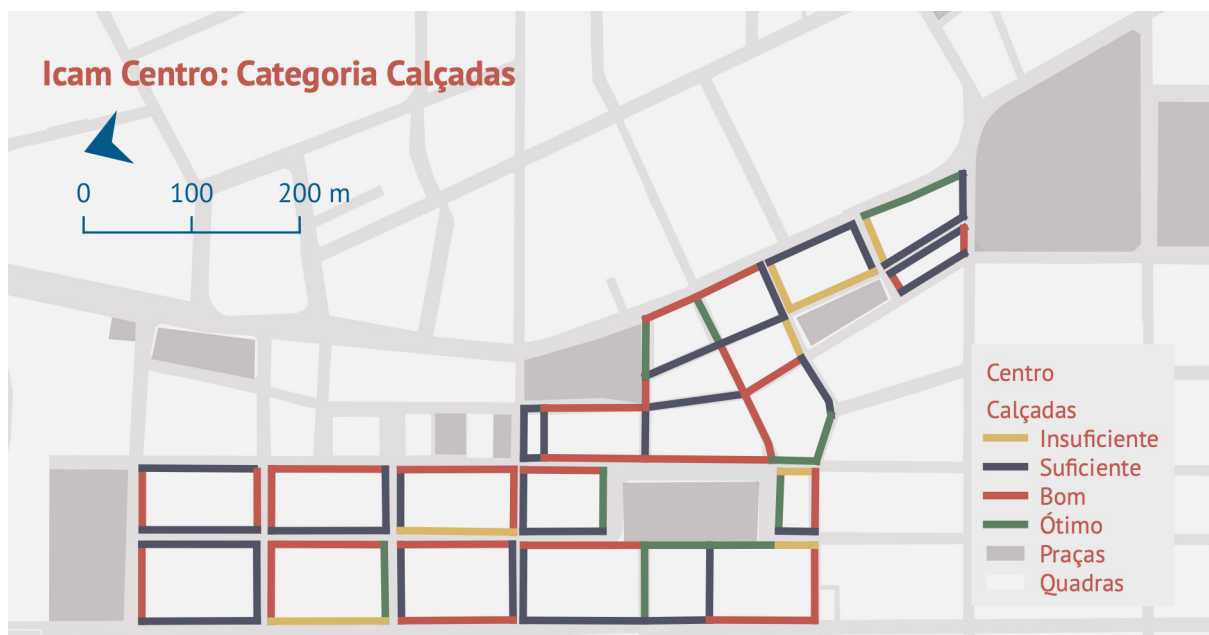 Icam Centro: Categoria Calçadas
0 100 200 m
Centro
Calçadas
Insuficiente
Suficiente
Bom
Ótimo
Praças
Quadras